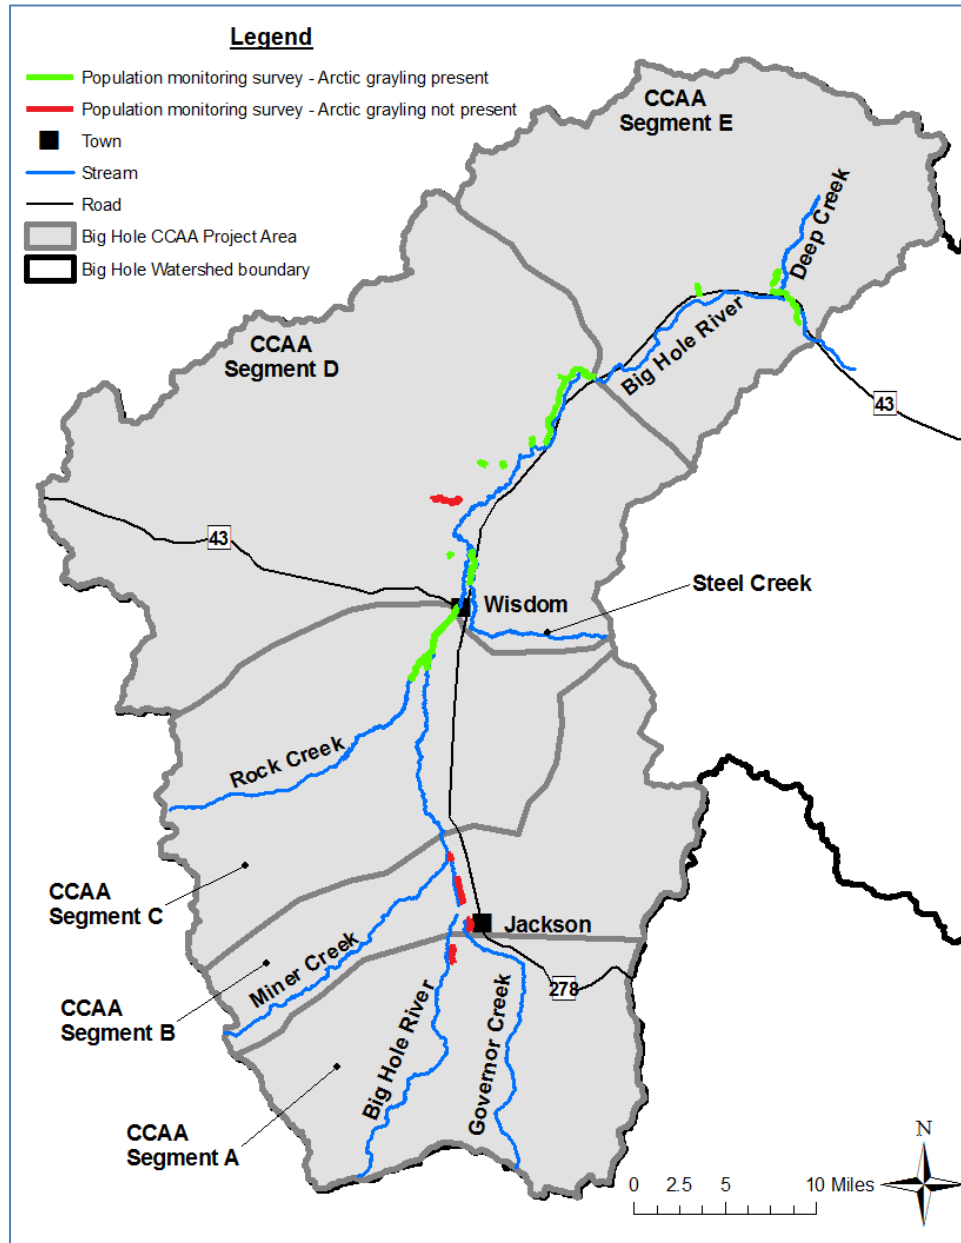 Legend
Population monitoring survey - Arctic grayling present
Population monitoring survey - Arctic grayling not present
Town
Stream
Road
Big Hole CCAA Project Area
Big Hole Watershed boundary
CCAA
Segment E
Deep Creek
Big Hole River
CCAA
Segment D
43
43
Steel Creek
Wisdom
Rock Creek
CCAA
Segment C
Jackson
Miner Creek
278
CCAA
Segment B
Big Hole River
Governor Creek
CCAA
Segment A
N
0 2.5 5 10 Miles